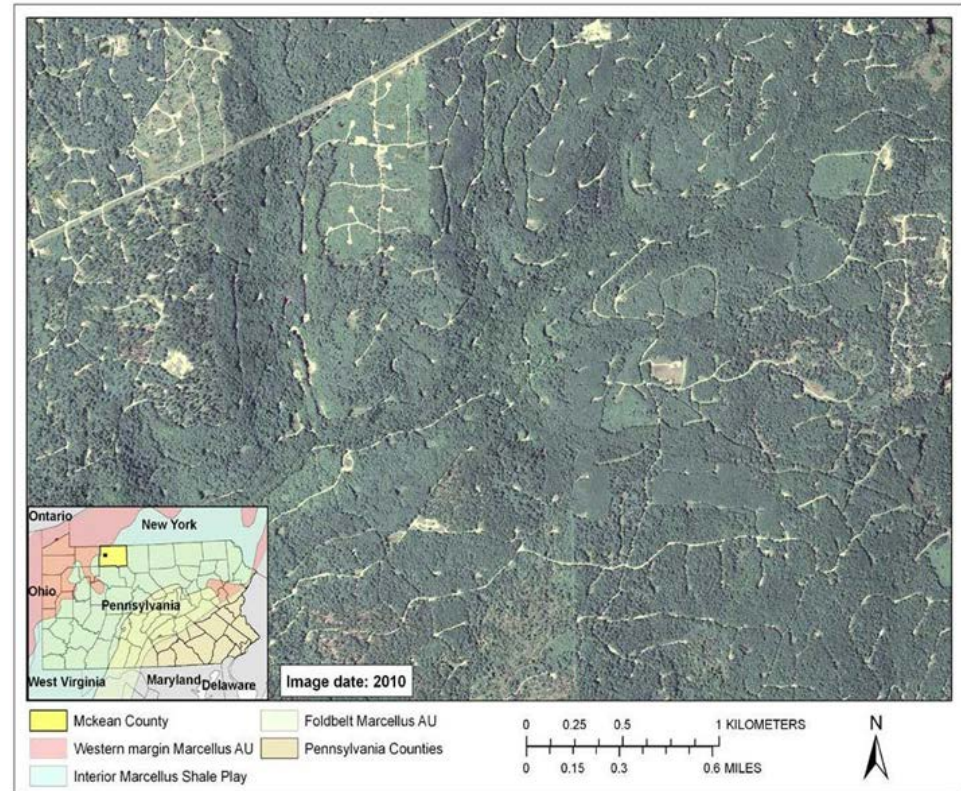 Ontario
New York
Ohio
Pennsylvania
West Virginia
Maryland
Delaware
Image date: 2010
Mckean County
Western margin Marcellus AU
Interior Marcellus Shale Play
Foldbelt Marcellus AU
Pennsylvania Counties
0 0.25 0.5 1 KILOMETERS
0 0.15 0.3 0.6 MILES
N